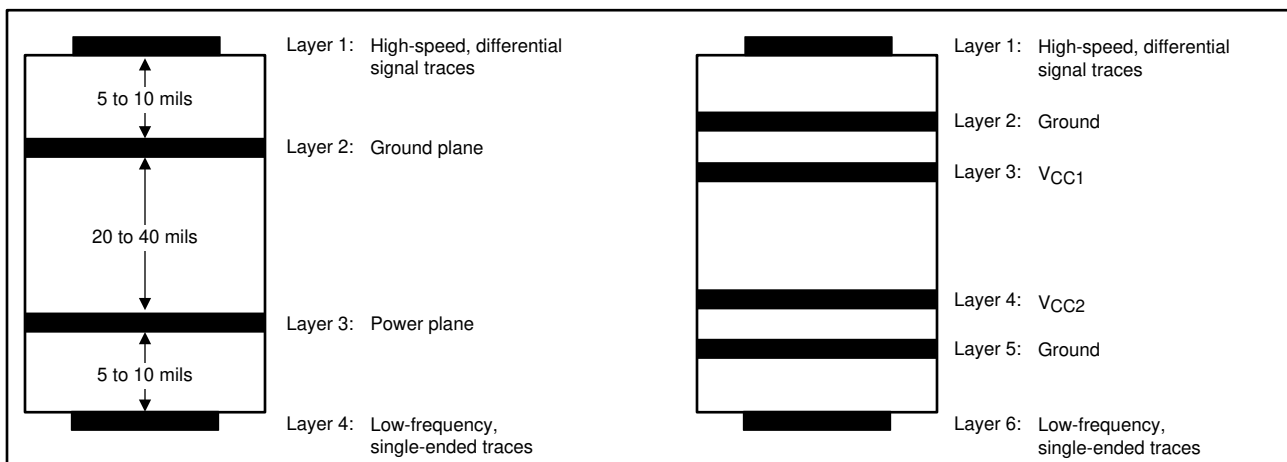 Layer 1: High-speed, differential
signal traces
5 to 10 mils
Layer 2: Ground plane
20 to 40 mils
Layer 3: Power plane
5 to 10 mils
Layer 4: Low-frequency,
single-ended traces
Layer 1: High-speed, differential
signal traces
Layer 2: Ground
Layer 3: VCC1
Layer 4: VCC2
Layer 5: Ground
Layer 6: Low-frequency,
single-ended traces